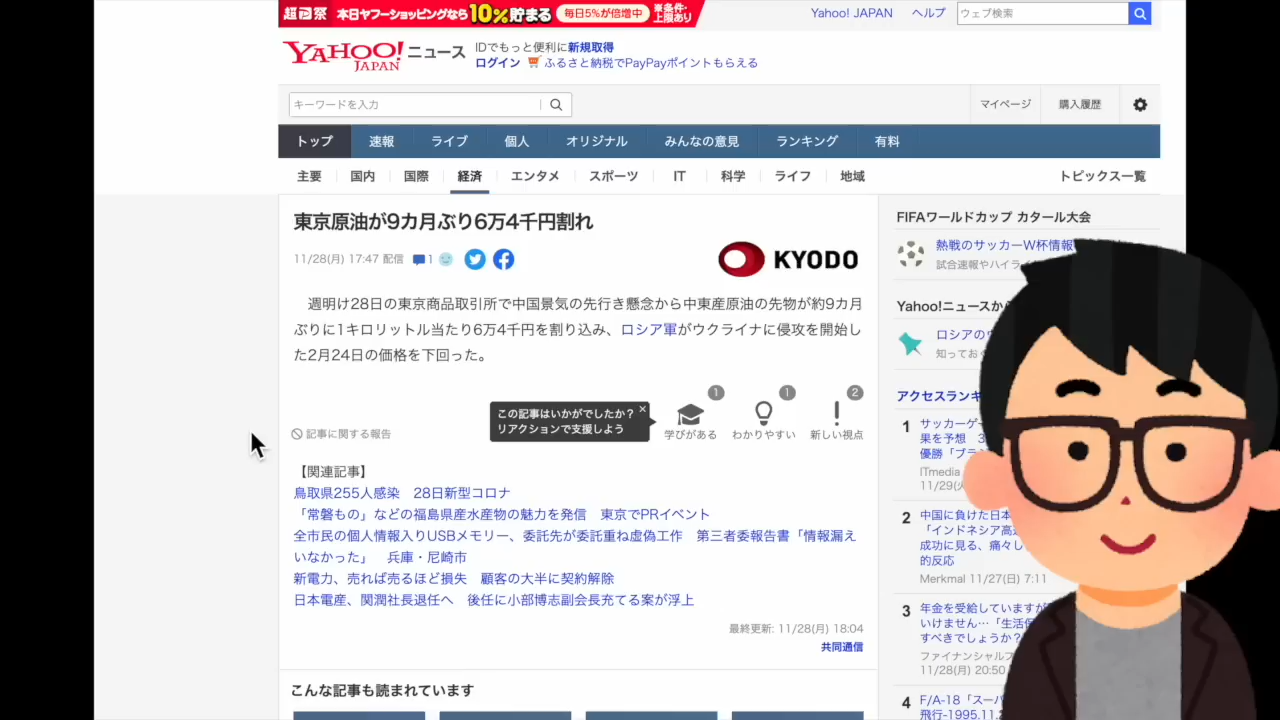 超PayPay祭 本日ヤフーショッピングなら10%貯まる 毎日5%が倍増中 要条件・上限あり
Yahoo! JAPAN ヘルプ ウェブ検索
YAHOO! JAPAN ニュース
IDでもっと便利に新規取得
ログイン ふるさと納税でPayPayポイントもらえる
キーワードを入力 マイページ 購入履歴
トップ 速報 ライブ 個人 オリジナル みんなの意見 ランキング 有料
主要 国内 国際 経済 エンタメ スポーツ IT 科学 ライフ 地域 トピックス一覧
東京原油が9カ月ぶり6万4千円割れ
11/28(月) 17:47 配信 1
KYODO
週明け28日の東京商品取引所で中国景気の先行き懸念から中東産原油の先物が約9カ月
ぶりに1キロリットル当たり6万4千円を割り込み、ロシア軍がウクライナに侵攻を開始し
た2月24日の価格を下回った。
この記事はいかがでしたか?
リアクションで支援しよう
1 1 2
学びがある わかりやすい 新しい視点
記事に関する報告
【関連記事】
鳥取県255人感染 28日新型コロナ
「常磐もの」などの福島県産水産物の魅力を発信 東京でPRイベント
全市民の個人情報入りUSBメモリー、委託先が委託重ね虚偽工作 第三者委報告書「情報漏え
いなかった」 兵庫・尼崎市
新電力、売れば売るほど損失 顧客の大半に契約解除
日本電産、関潤社長退任へ 後任に小部博志副会長充てる案が浮上
最終更新: 11/28(月) 18:04
共同通信
こんな記事も読まれています
FIFAワールドカップ カタール大会
熱戦のサッカーW杯情報
試合速報やハイライ
Yahoo!ニュースか
ロシアの
知ってお
アクセスランキ
1 サッカーゲー
果を予想
優勝「ブラ
ITmedia
11/29(
2 中国に負けた日本
「インドネシア高
成功に見る、痛々し
的反応
Merkmal 11/27(日) 7:11
3 年金を受給していますが
いけません…「生活保
すべきでしょうか?
ファイナンシャルフ
11/28(月) 20:50
4 F/A-18「スーパ
飛行-1995.11.2